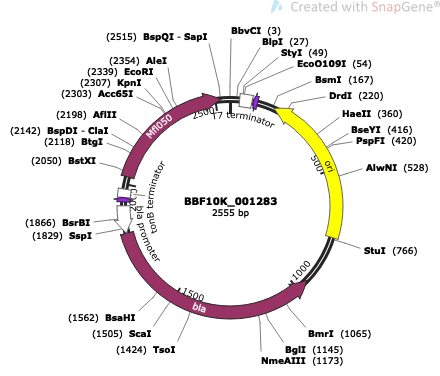 Created with SnapGene®
(2515) BspQI - SapI
BbvCI (3)
BlpI (27)
StyI (49)
EcoO109I (54)
BsmI (167)
DrdI (220)
HaeII (360)
BseYI (416)
PspFI (420)
AlwNI (528)
StuI (766)
BmrI (1065)
BglI (1145)
NmeAIII (1173)
(1424) TsoI
(1505) ScaI
(1562) BsaHI
(1829) SspI
(1866) BsrBI
(2050) BstXI
(2118) BtgI
(2142) BspDI - ClaI
(2198) AflII
(2303) Acc65I
(2307) KpnI
(2339) EcoRI
(2354) AleI
Mfl050
2500
T7 terminator
500
ori
1000
1500
bla
bla promoter
tonB terminator
BBF10K_001283
2555 bp